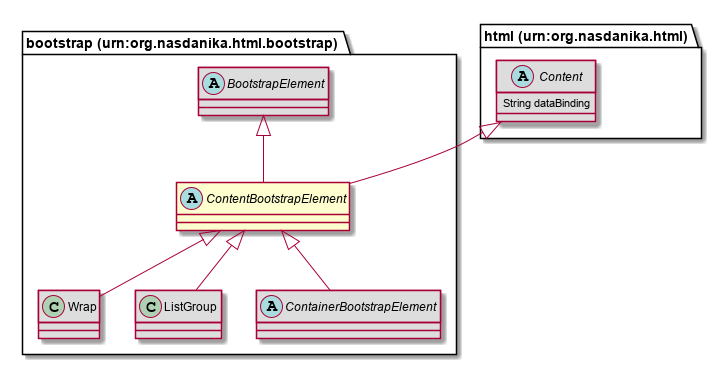 bootstrap (urn:org.nasdanika.html.bootstrap)
html (urn:org.nasdanika.html)
A BootstrapElement
A Content
String dataBinding
A ContentBootstrapElement
C Wrap
C ListGroup
A ContainerBootstrapElement